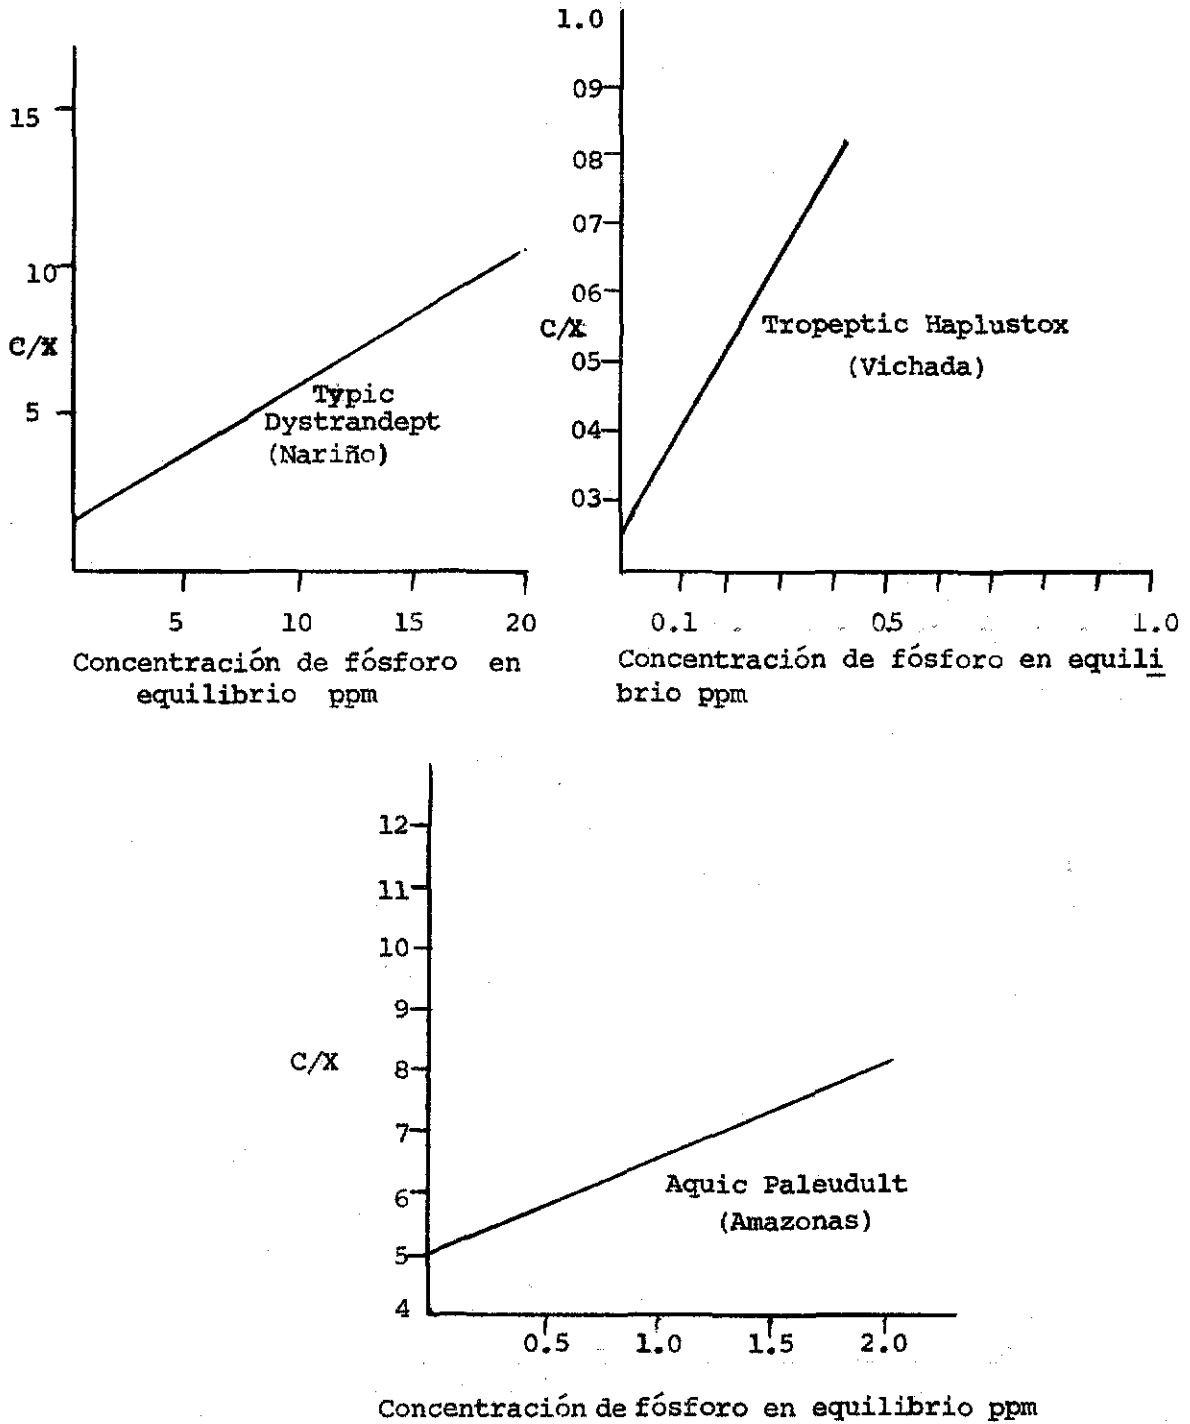 15
10
C/X
5
Typic
Dystrandept
(Nariño)
5 10 15 20
Concentración de fósforo en
equilibrio ppm
1.0
09
08
07
06
C/X
05
04
03
Tropeptic Haplustox
(Vichada)
0.1 05 1.0
Concentración de fósforo en equili
brio ppm
12
11
10
9
C/X
8
7
6
5
4
Aquic Paleudult
(Amazonas)
0.5 1.0 1.5 2.0
Concentración de fósforo en equilibrio ppm